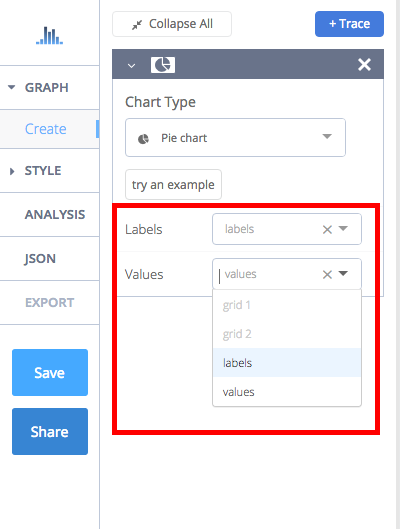 Collapse All
+ Trace
GRAPH
Create
STYLE
ANALYSIS
JSON
EXPORT
Save
Share
Chart Type
Pie chart
try an example
Labels
labels
Values
values
grid 1
grid 2
labels
values